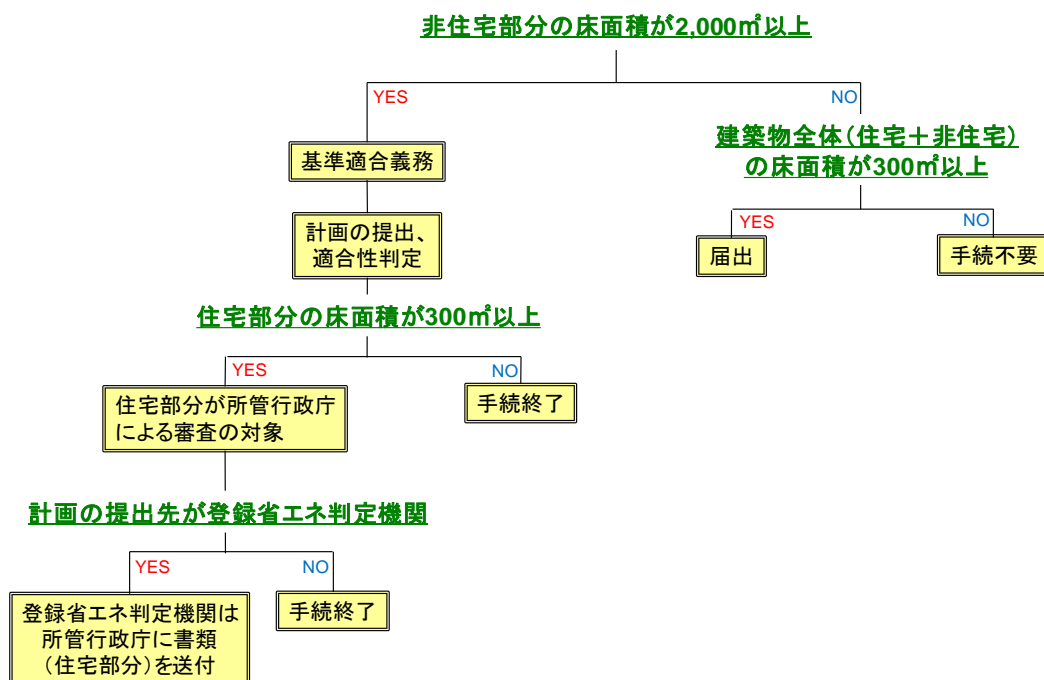 非住宅部分の床面積が2,000㎡以上
YES
NO
基準適合義務
建築物全体(住宅＋非住宅)
の床面積が300㎡以上
計画の提出、
適合性判定
YES
NO
届出
手続不要
住宅部分の床面積が300㎡以上
YES
NO
住宅部分が所管行政庁
による審査の対象
手続終了
計画の提出先が登録省エネ判定機関
YES
NO
登録省エネ判定機関は
所管行政庁に書類
（住宅部分）を送付
手続終了